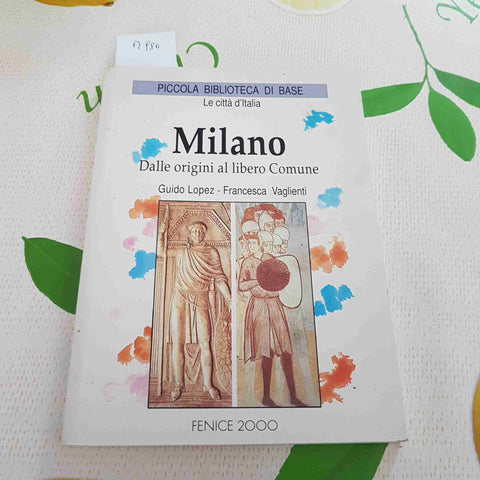 PICCOLA BIBLIOTECA DI BASE
Le città d'Italia
Milano
Dalle origini al libero Comune
Guido Lopez - Francesca Vaglienti
FENICE 2000